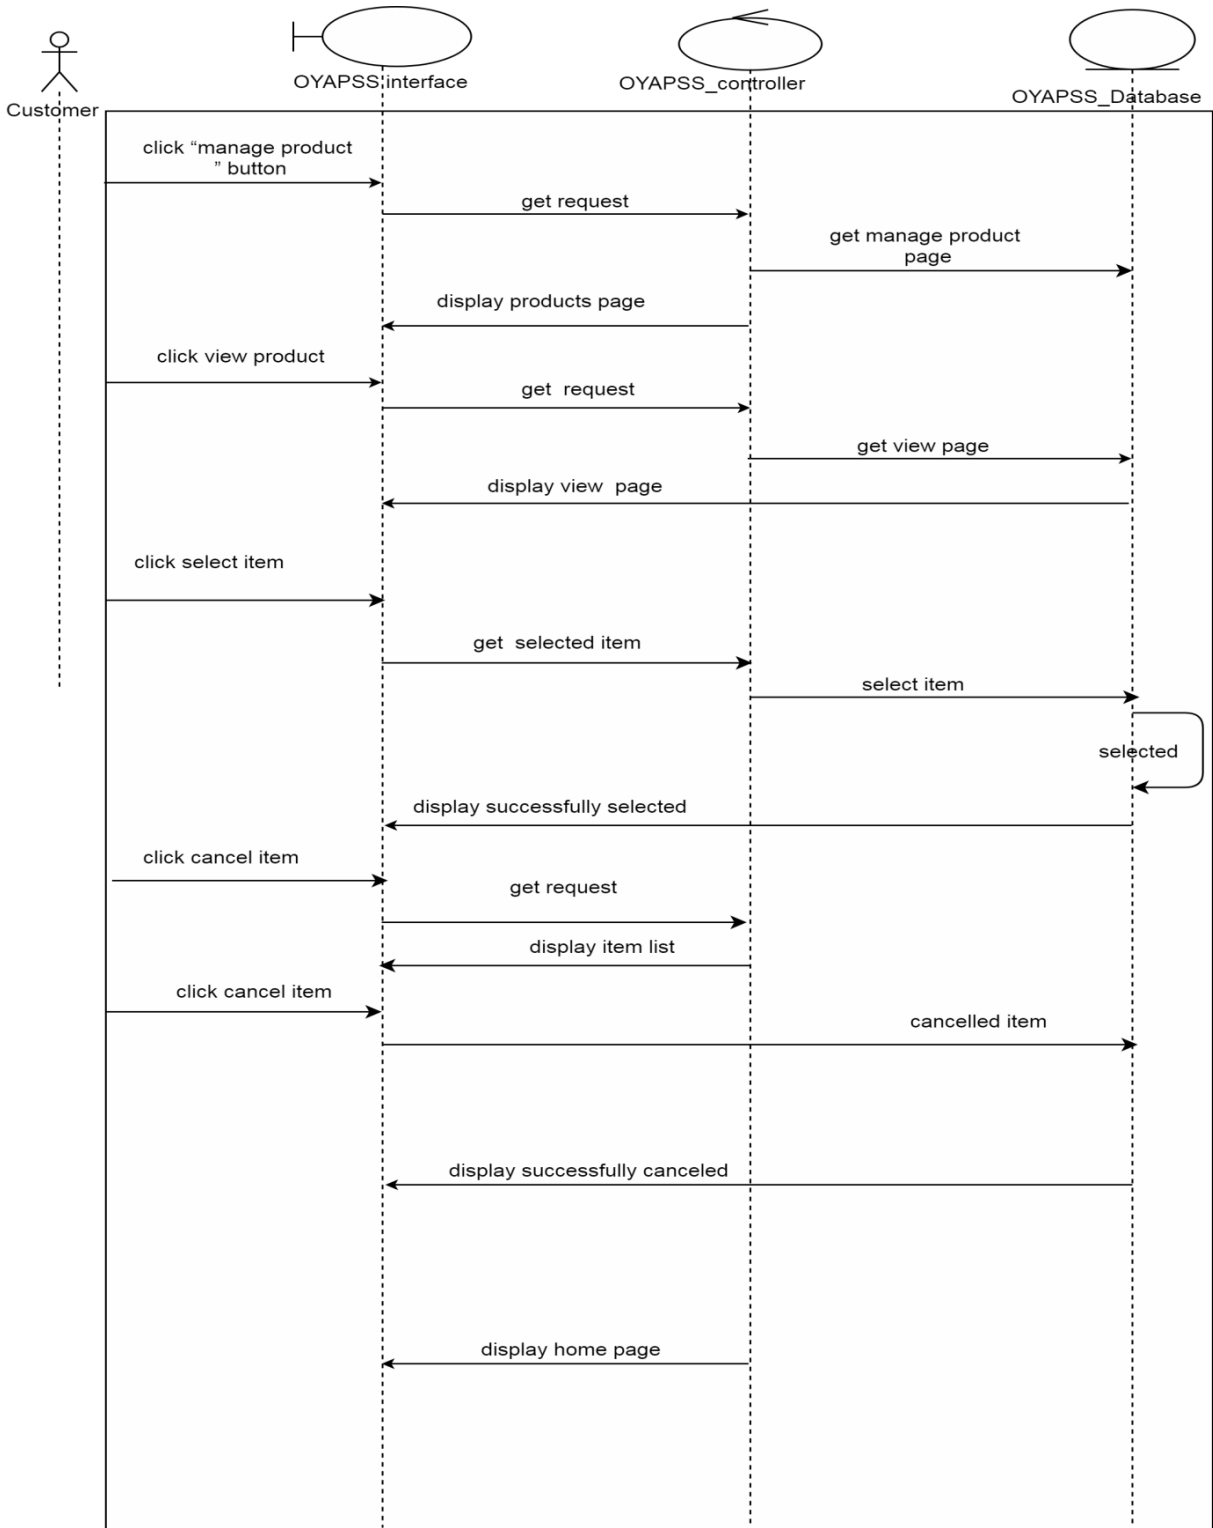 OYAPSS interface
OYAPSS_controller
OYAPSS_Database
Customer
click “manage product
” button
get request
get manage product
page
display products page
click view product
get  request
get view page
display view  page
click select item
get  selected item
select item
selected
display successfully selected
click cancel item
get request
display item list
click cancel item
cancelled item
display successfully canceled
display home page